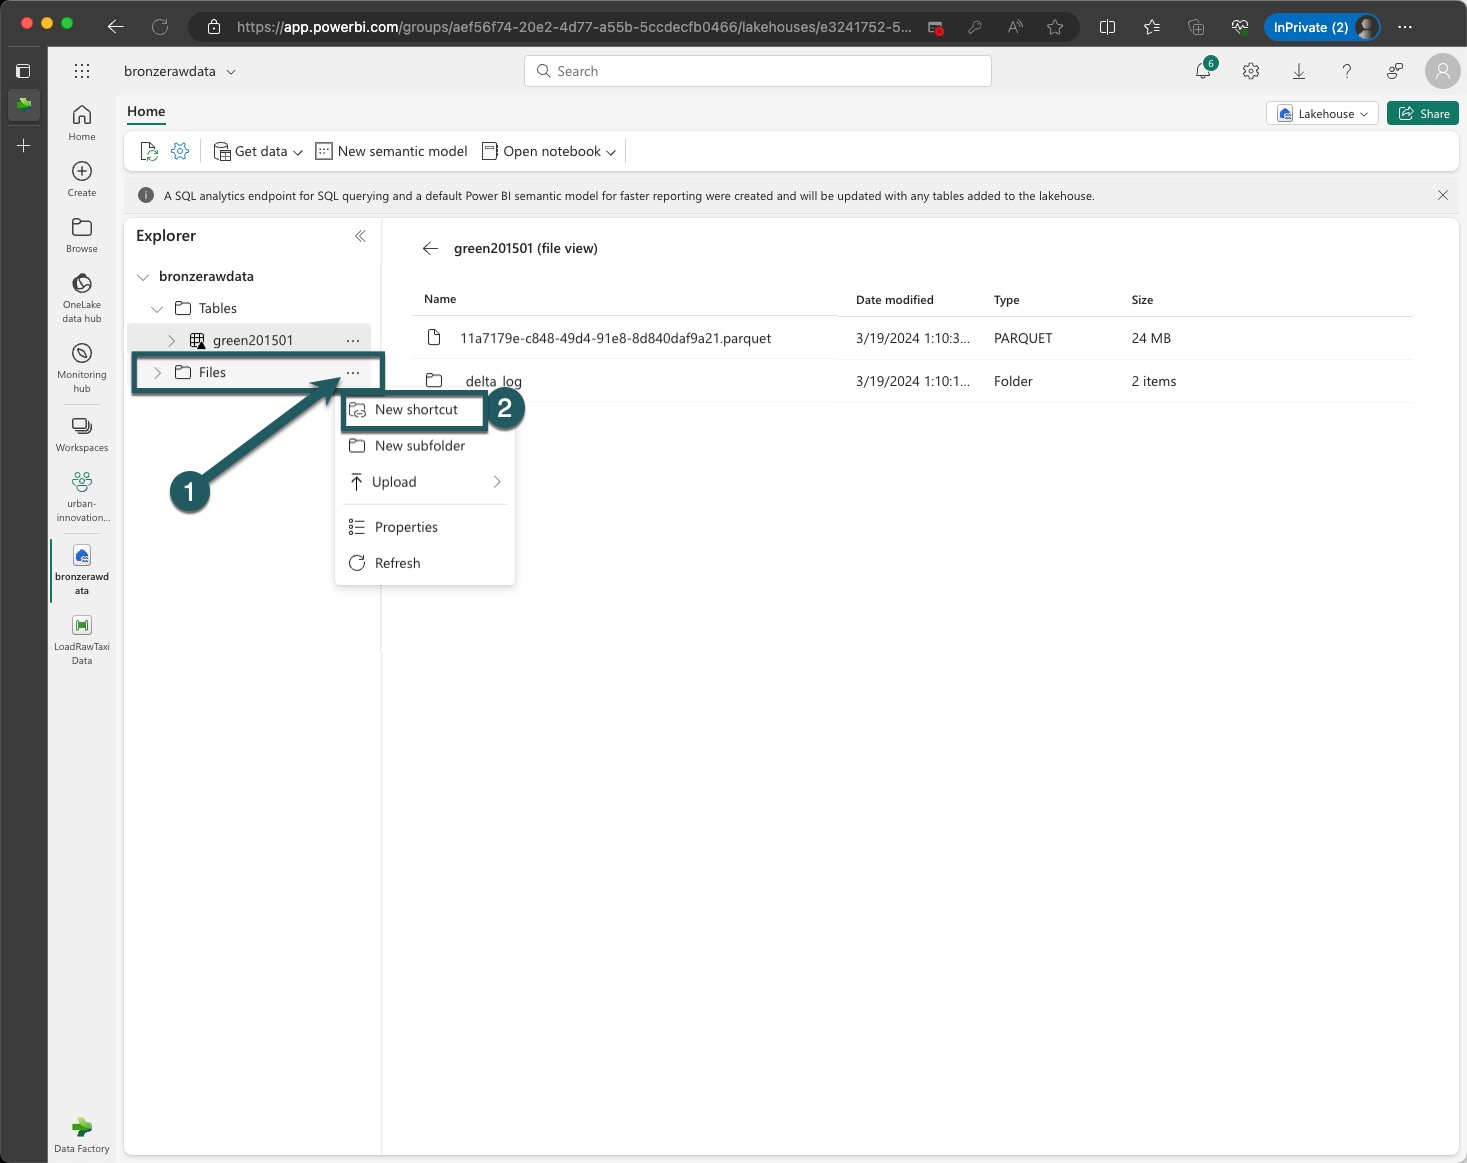 https://app.powerbi.com/groups/aef56f74-20e2-4d77-a55b-5ccdecfb0466/lakehouses/e3241752-5...
InPrivate (2)
bronzerawdata
Search
6
Home
Lakehouse
Share
Get data
New semantic model
Open notebook
A SQL analytics endpoint for SQL querying and a default Power BI semantic model for faster reporting were created and will be updated with any tables added to the lakehouse.
Home
Create
Browse
OneLake
data hub
Monitoring
hub
Workspaces
urban-
innovation...
bronzerawd
ata
LoadRawTaxi
Data
Data Factory
Explorer
bronzerawdata
Tables
green201501
Files
1
New shortcut
2
New subfolder
Upload
Properties
Refresh
green201501 (file view)
Name Date modified Type Size
11a7179e-c848-49d4-91e8-8d840daf9a21.parquet 3/19/2024 1:10:3... PARQUET 24 MB
_delta_log 3/19/2024 1:10:1... Folder 2 items